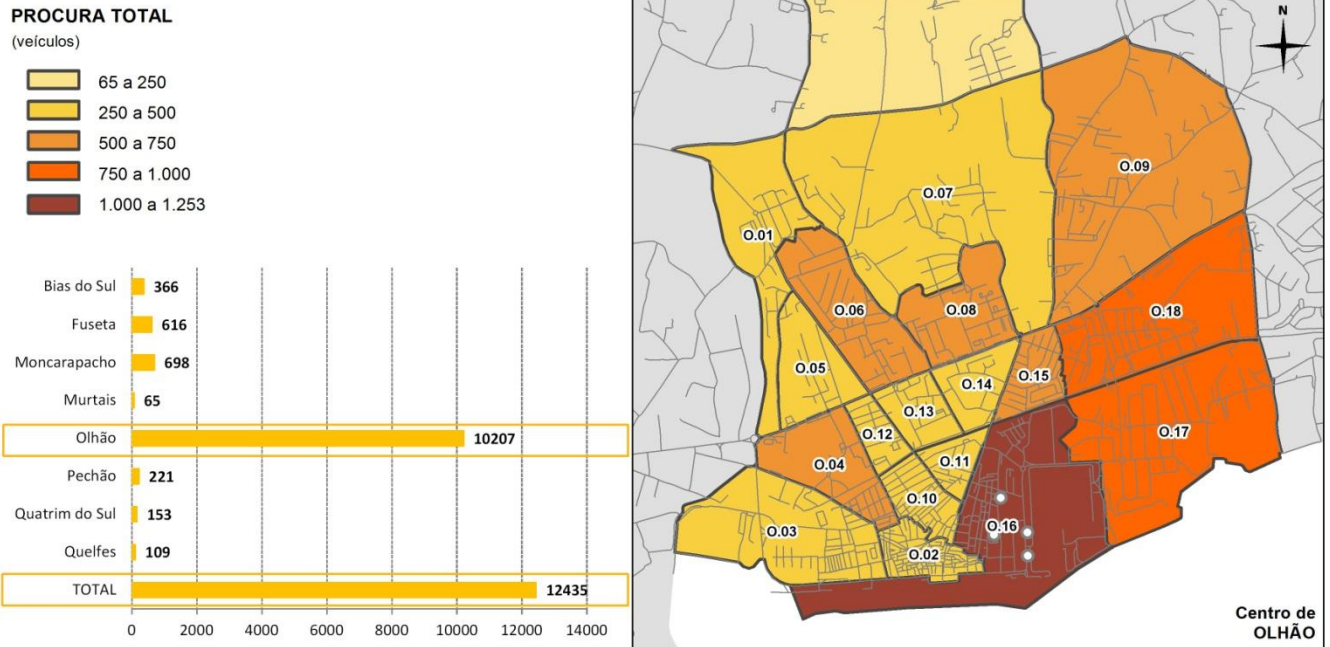 PROCURA TOTAL
(veículos)
65 a 250
250 a 500
500 a 750
750 a 1.000
1.000 a 1.253
Bias do Sul 366
Fuseta 616
Moncarapacho 698
Murtais 65
Olhão 10207
Pechão 221
Quatrim do Sul 153
Quelfes 109
TOTAL 12435
0 2000 4000 6000 8000 10000 12000 14000
N
O.09
O.07
O.01
O.06
O.08
O.18
O.05
O.15
O.14
O.13
O.12
O.17
O.04
O.11
O.10
O.16
O.03
O.02
Centro de
OLHÃO